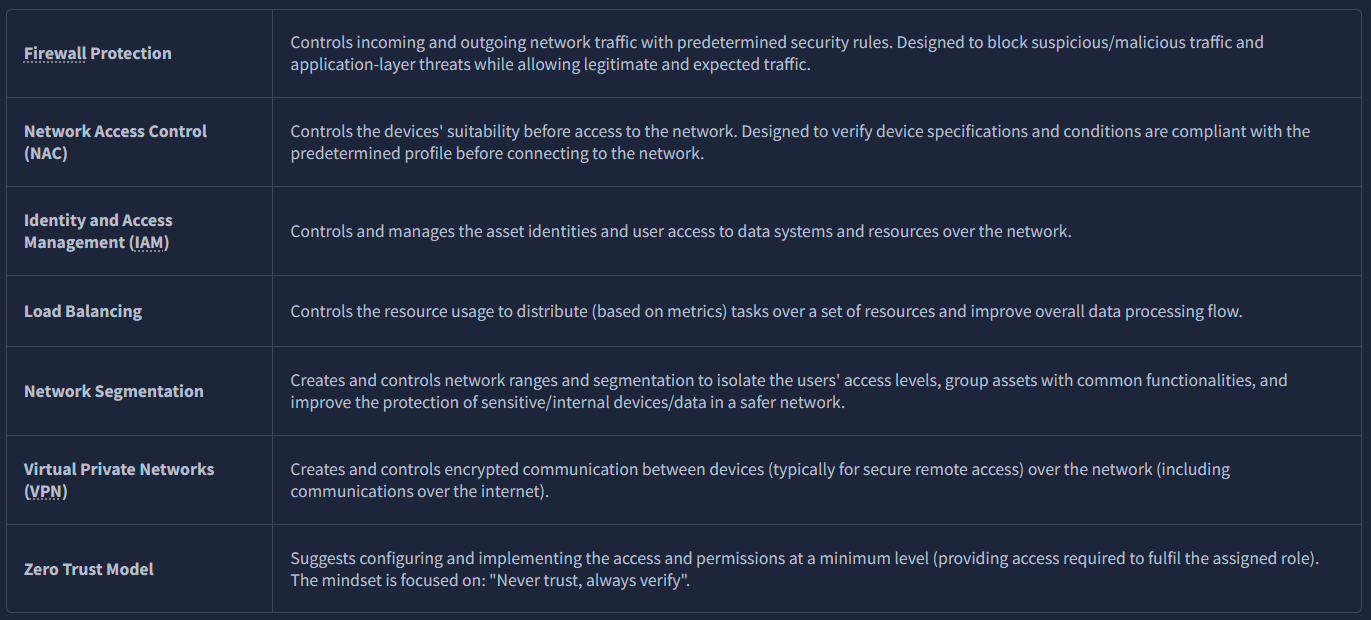 Firewall Protection
Controls incoming and outgoing network traffic with predetermined security rules. Designed to block suspicious/malicious traffic and
application-layer threats while allowing legitimate and expected traffic.
Network Access Control
(NAC)
Controls the devices' suitability before access to the network. Designed to verify device specifications and conditions are compliant with the
predetermined profile before connecting to the network.
Identity and Access
Management (IAM)
Controls and manages the asset identities and user access to data systems and resources over the network.
Load Balancing
Controls the resource usage to distribute (based on metrics) tasks over a set of resources and improve overall data processing flow.
Network Segmentation
Creates and controls network ranges and segmentation to isolate the users' access levels, group assets with common functionalities, and
improve the protection of sensitive/internal devices/data in a safer network.
Virtual Private Networks
(VPN)
Creates and controls encrypted communication between devices (typically for secure remote access) over the network (including
communications over the internet).
Zero Trust Model
Suggests configuring and implementing the access and permissions at a minimum level (providing access required to fulfil the assigned role).
The mindset is focused on: "Never trust, always verify".